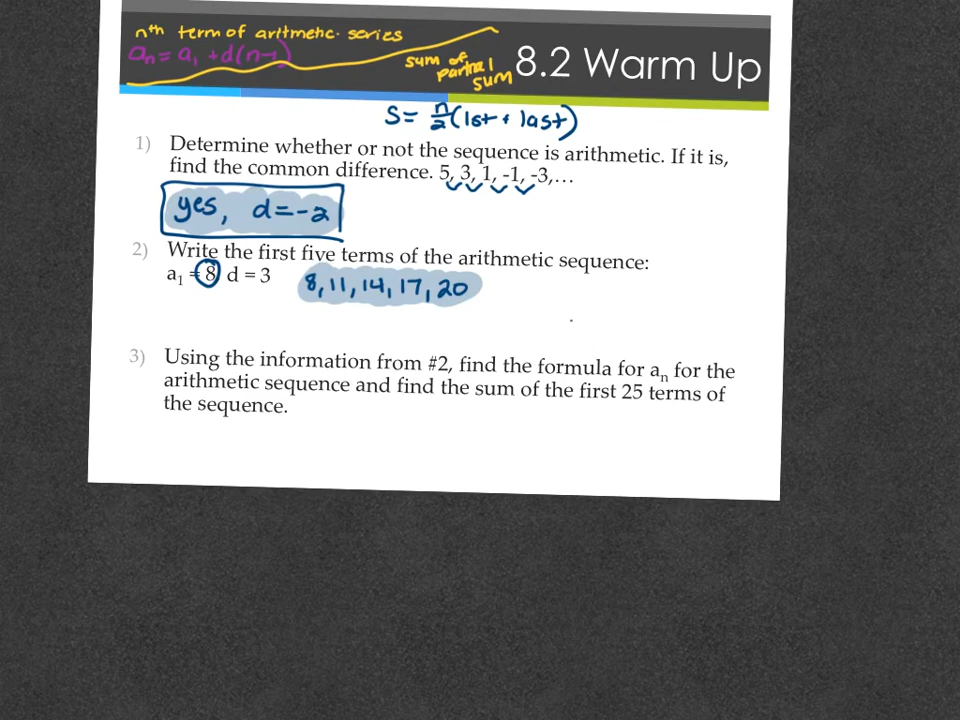 nth term of aritmetic series
an = a1 + d(n-1)
sum of
partial
sum
8.2 Warm Up
S = n/2 (1st + last)
1) Determine whether or not the sequence is arithmetic. If it is,
find the common difference. 5, 3, 1, -1, -3,…
yes, d = -2
2) Write the first five terms of the arithmetic sequence:
a1 = 8 d = 3
8, 11, 14, 17, 20
3) Using the information from #2, find the formula for an for the
arithmetic sequence and find the sum of the first 25 terms of
the sequence.